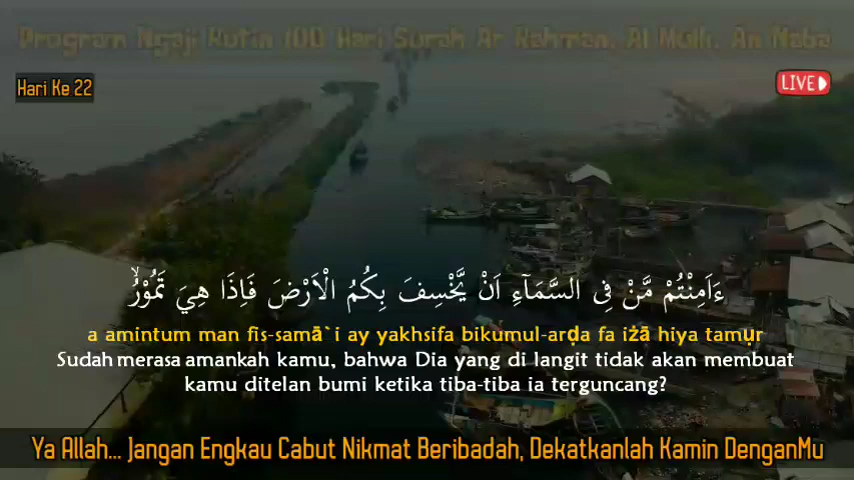 Program Ngaji Rutin 100 Hari Surah Ar Rahman, Al Mulk, An Naba
Hari Ke 22
LIVE
ءَاَمِنْتُمْ مَّنْ فِى السَّمَاۤءِ اَنْ يَّخْسِفَ بِكُمُ الْاَرْضَ فَاِذَا هِيَ تَمُوْرُۙ
a amintum man fis-samā`i ay yakhsifa bikumul-arḍa fa iżā hiya tamụr
Sudah merasa amankah kamu, bahwa Dia yang di langit tidak akan membuat
kamu ditelan bumi ketika tiba-tiba ia terguncang?
Ya Allah... Jangan Engkau Cabut Nikmat Beribadah, Dekatkanlah Kamin DenganMu